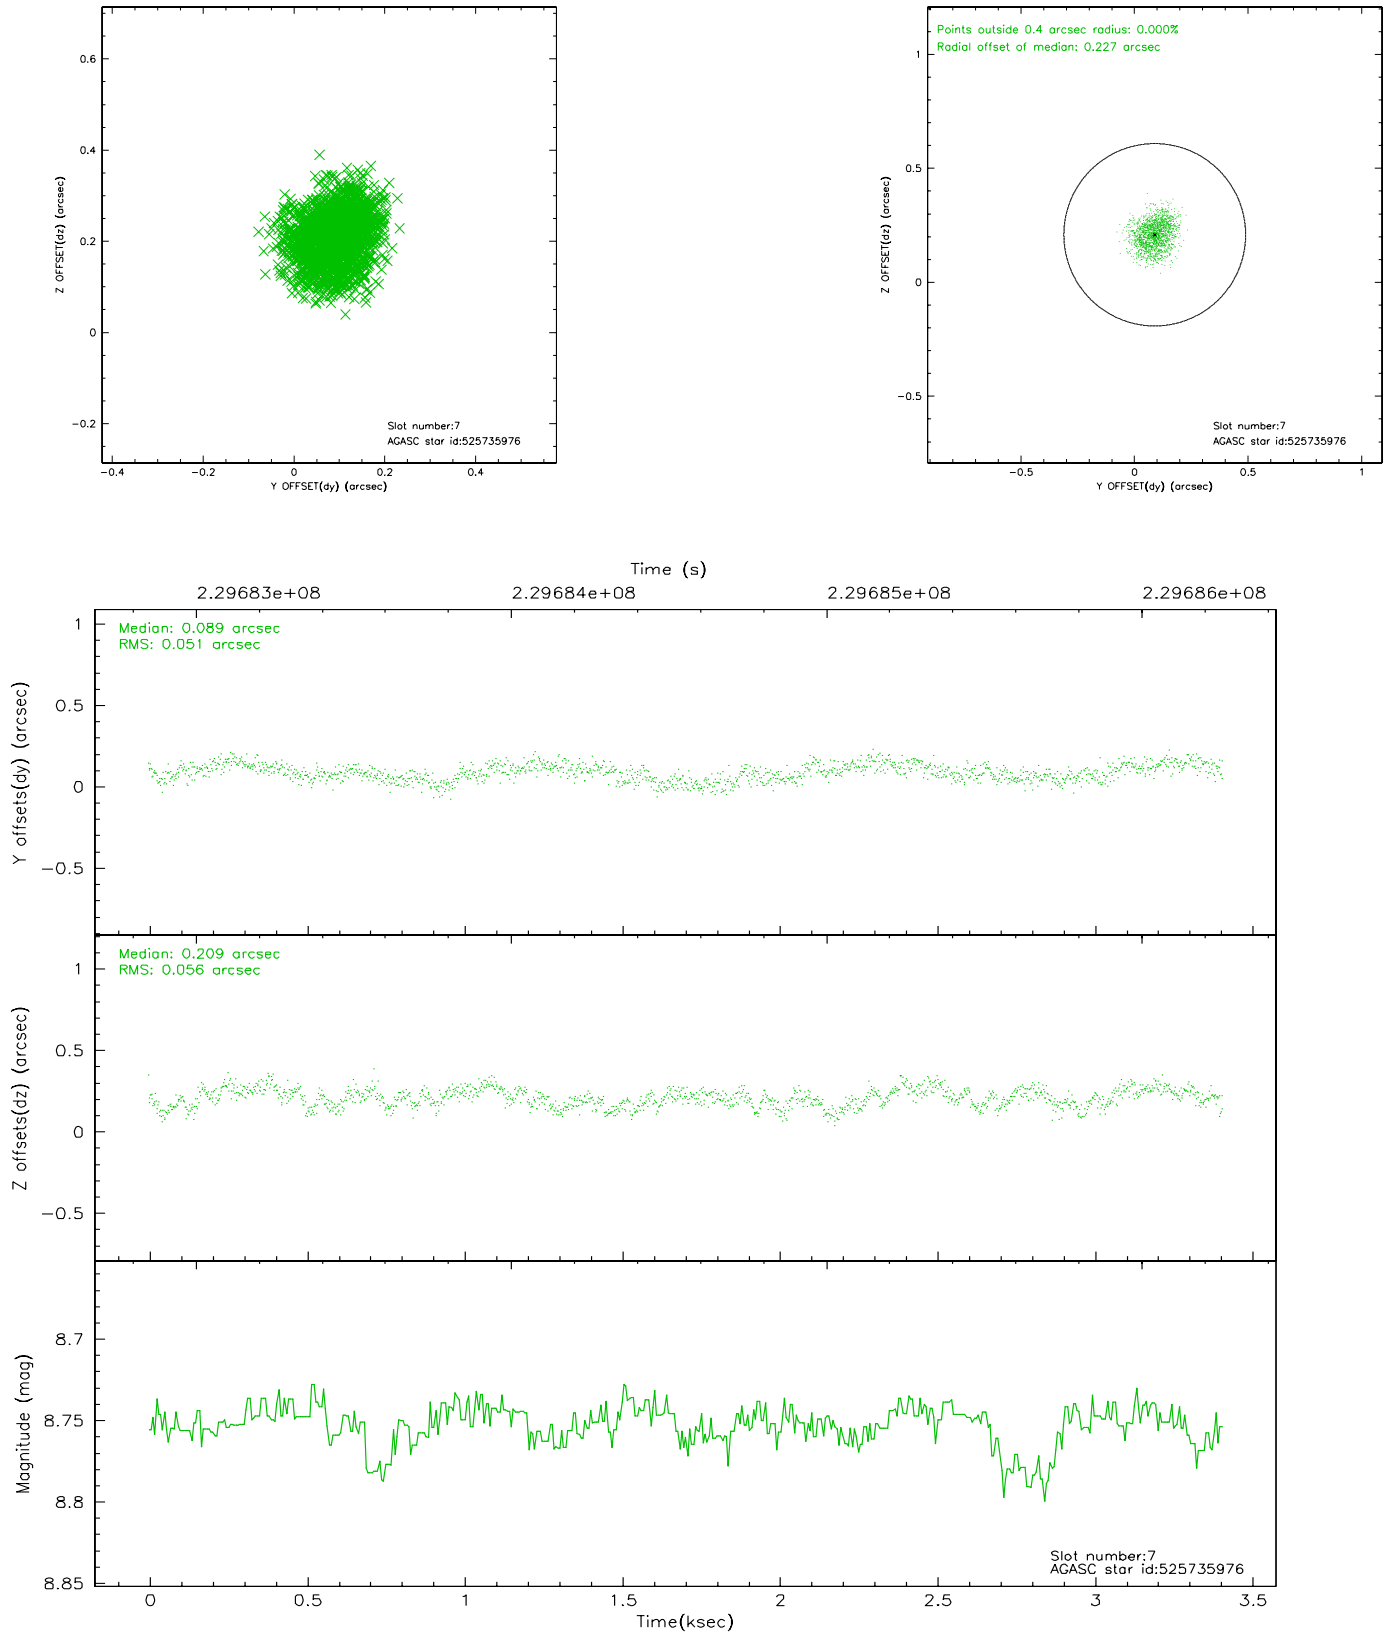 0.6
0.4
0.2
0
−0.2
Z OFFSET(dz) (arcsec)
Slot number:7
AGASC star id:525735976
−0.4 −0.2 0 0.2 0.4
Y OFFSET(dy) (arcsec)
Points outside 0.4 arcsec radius: 0.000%
Radial offset of median: 0.227 arcsec
1
0.5
0
−0.5
Z OFFSET(dz) (arcsec)
Slot number:7
AGASC star id:525735976
−0.5 0 0.5 1
Y OFFSET(dy) (arcsec)
Time (s)
2.29683e+08 2.29684e+08 2.29685e+08 2.29686e+08
Median: 0.089 arcsec
RMS: 0.051 arcsec
1
0.5
0
−0.5
Y offsets(dy) (arcsec)
Median: 0.209 arcsec
RMS: 0.056 arcsec
1
0.5
0
−0.5
Z offsets(dz) (arcsec)
8.7
8.75
8.8
8.85
Magnitude (mag)
Slot number:7
AGASC star id:525735976
0 0.5 1 1.5 2 2.5 3 3.5
Time(ksec)